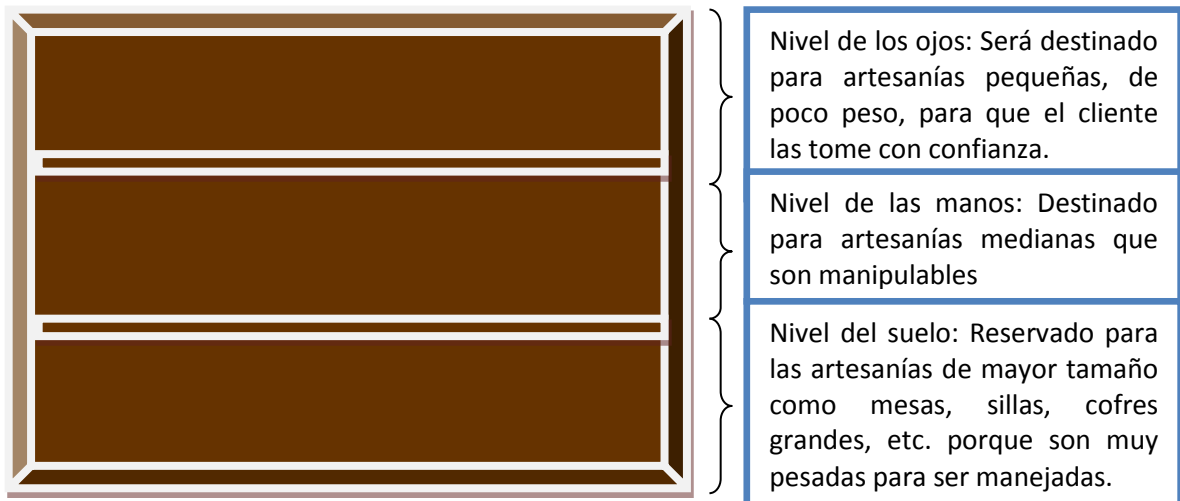 Nivel de los ojos: Será destinado
para artesanías pequeñas, de
poco peso, para que el cliente
las tome con confianza.
Nivel de las manos: Destinado
para artesanías medianas que
son manipulables
Nivel del suelo: Reservado para
las artesanías de mayor tamaño
como mesas, sillas, cofres
grandes, etc. porque son muy
pesadas para ser manejadas.